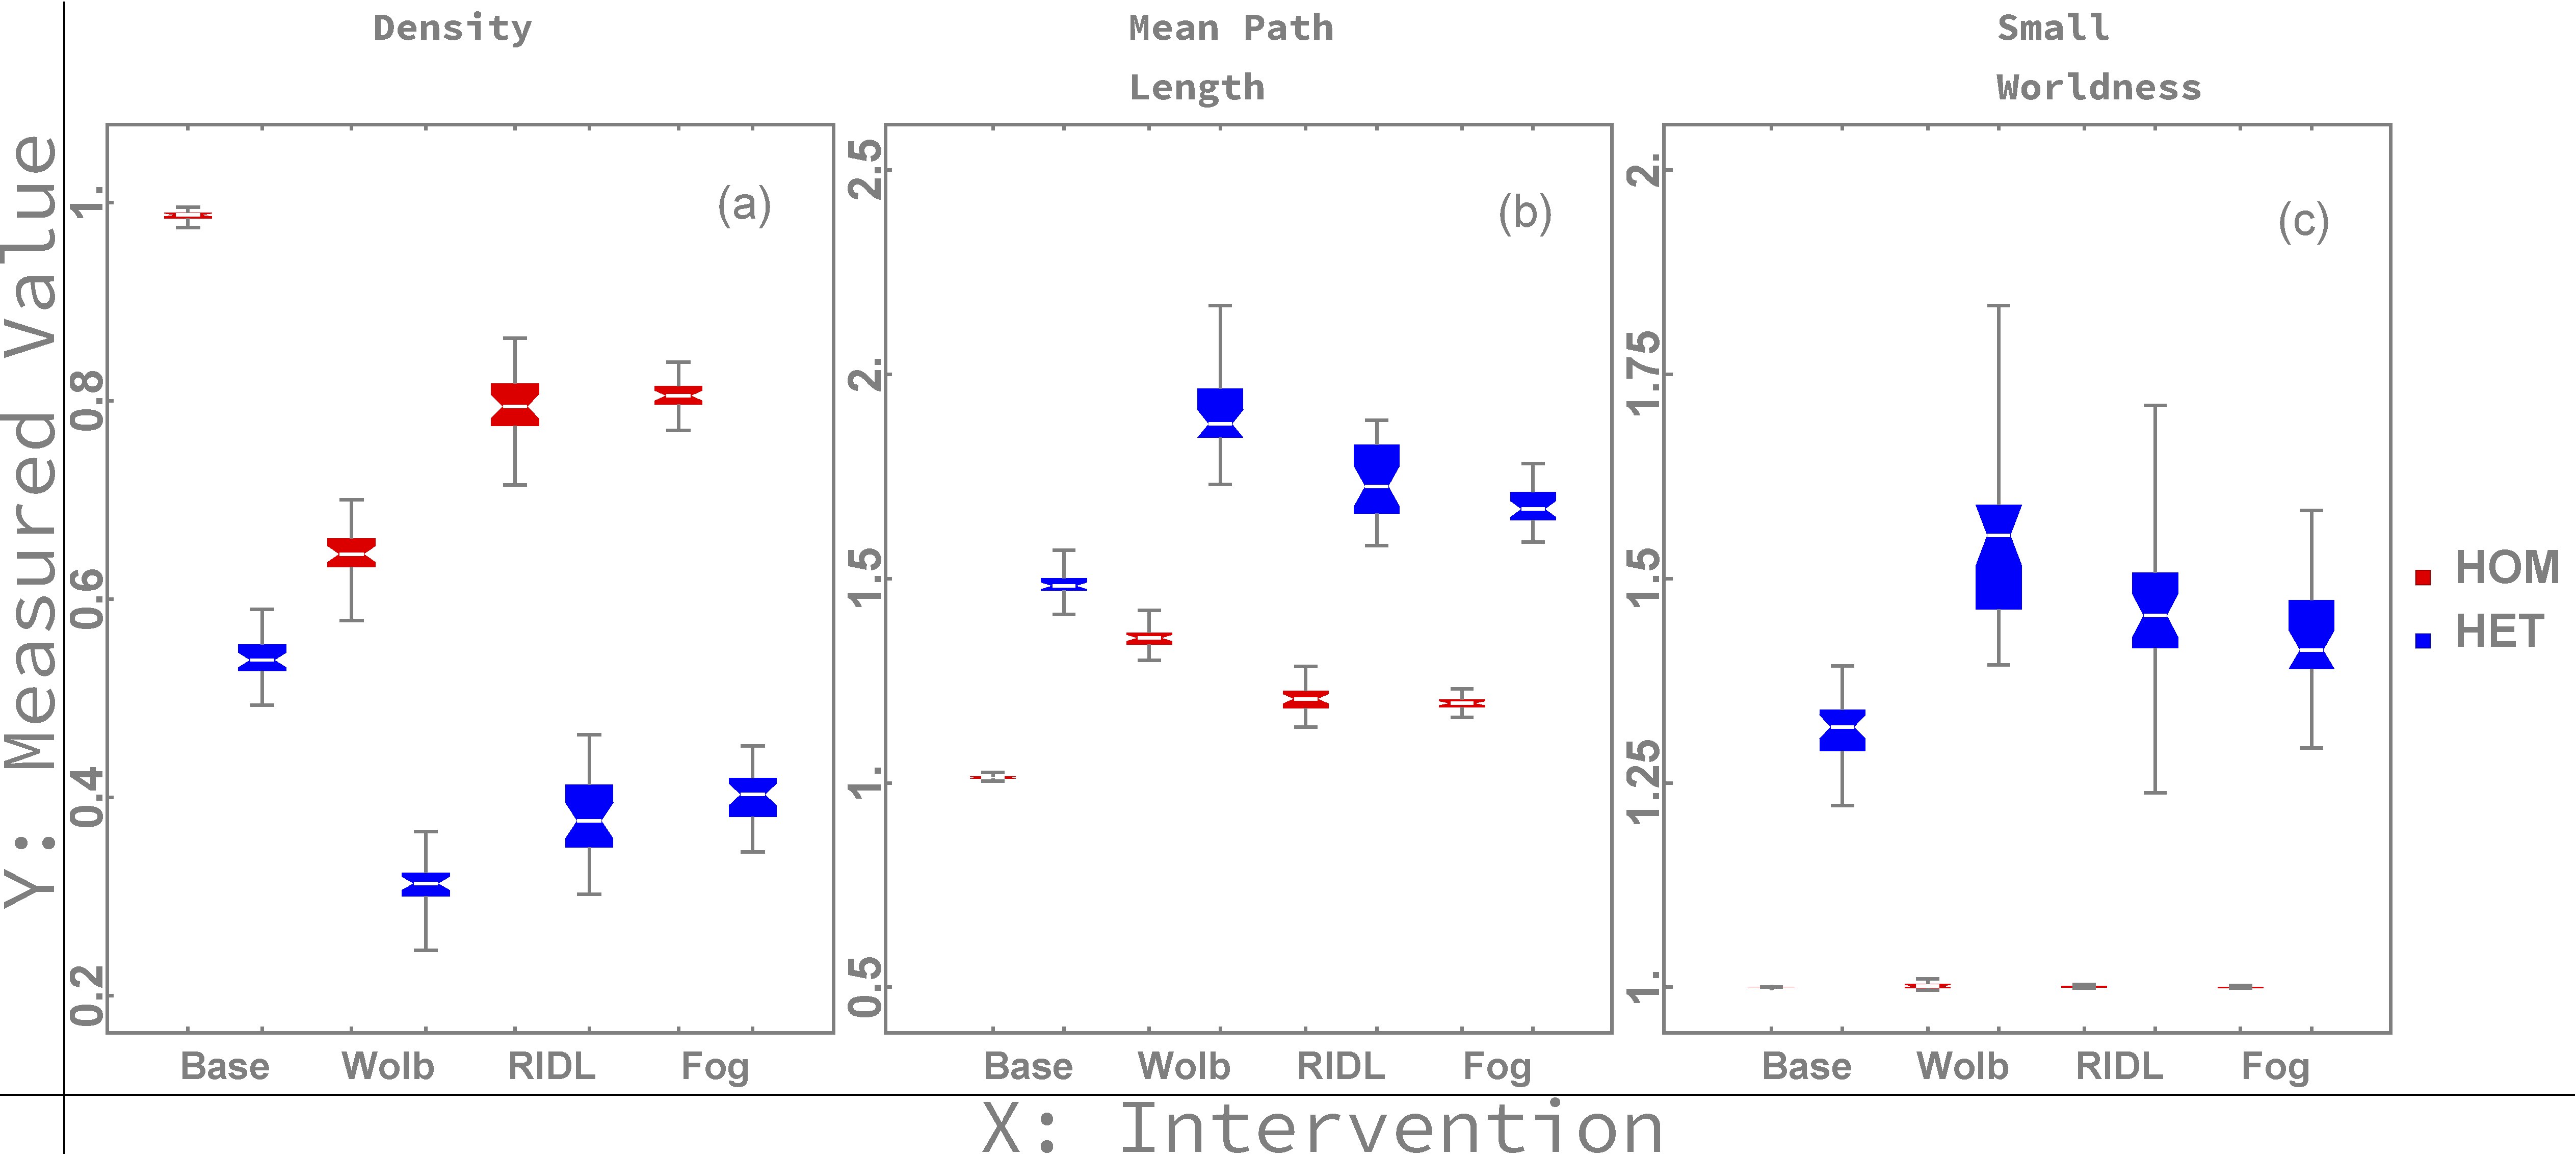 Density
Mean Path
Length
Small
Worldness
Y: Measured Value
(a)
1.
0.8
0.6
0.4
0.2
Base Wolb RIDL Fog
(b)
2.5
2.
1.5
1.
0.5
Base Wolb RIDL Fog
(c)
2.
1.75
1.5
1.25
1.
Base Wolb RIDL Fog
HOM
HET
X: Intervention